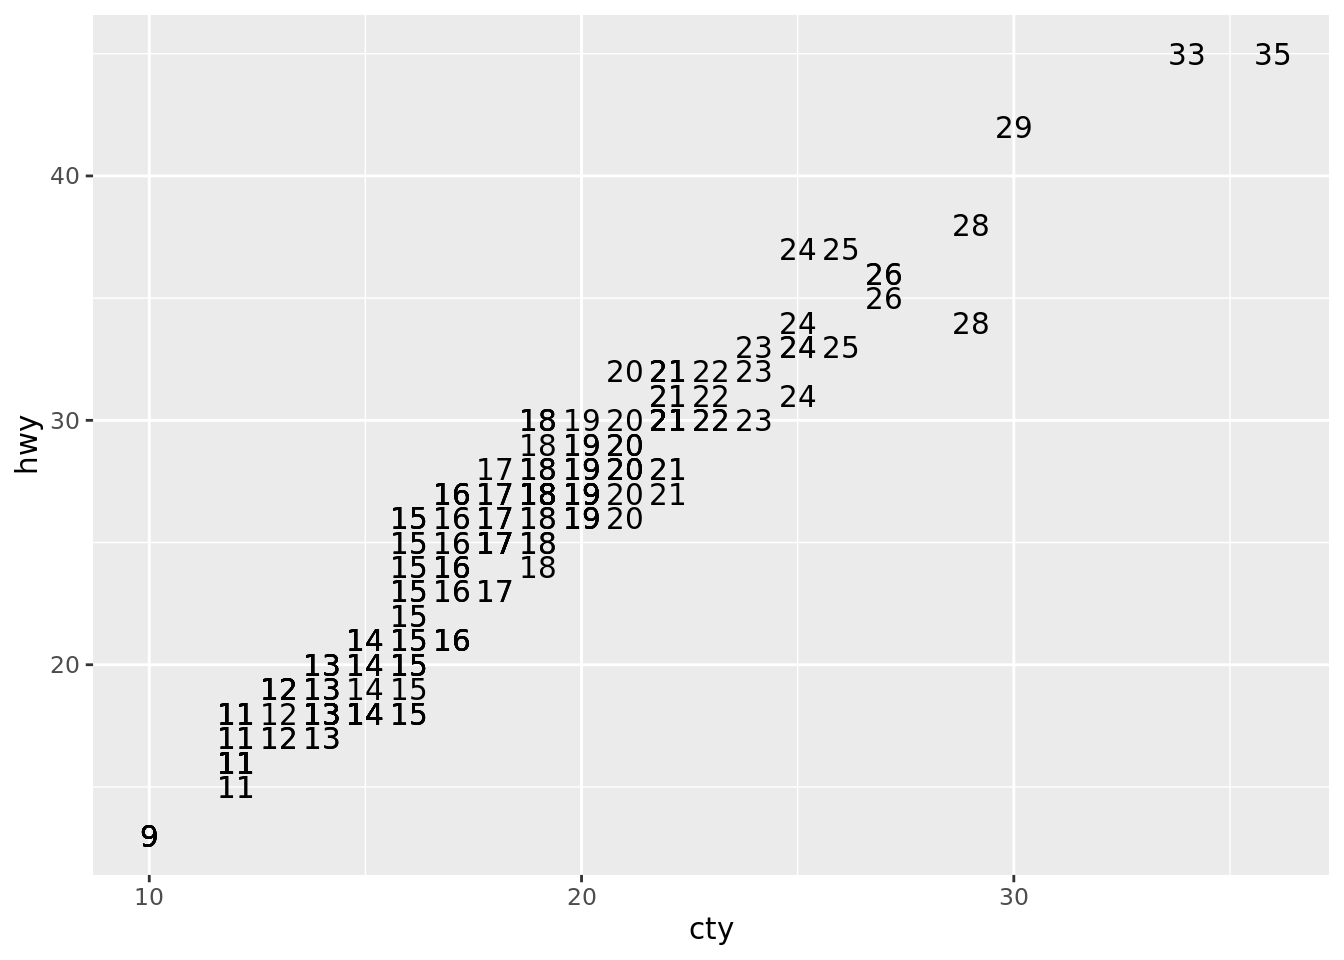 33 35
29
40
28
24 25
26
26
24 28
23 24 25
20 21 22 23
21 22 24
30 18 19 20 21 22 23
18 19 20
17 18 19 20 21
16 17 18 19 20 21
15 16 17 18 19 20
15 16 17 18
15 16 18
15 16 17
15
14 15 16
20 13 14 15
12 13 14 15
11 12 13 14 15
11 12 13
11
11
9
10 20 30
cty
hwy